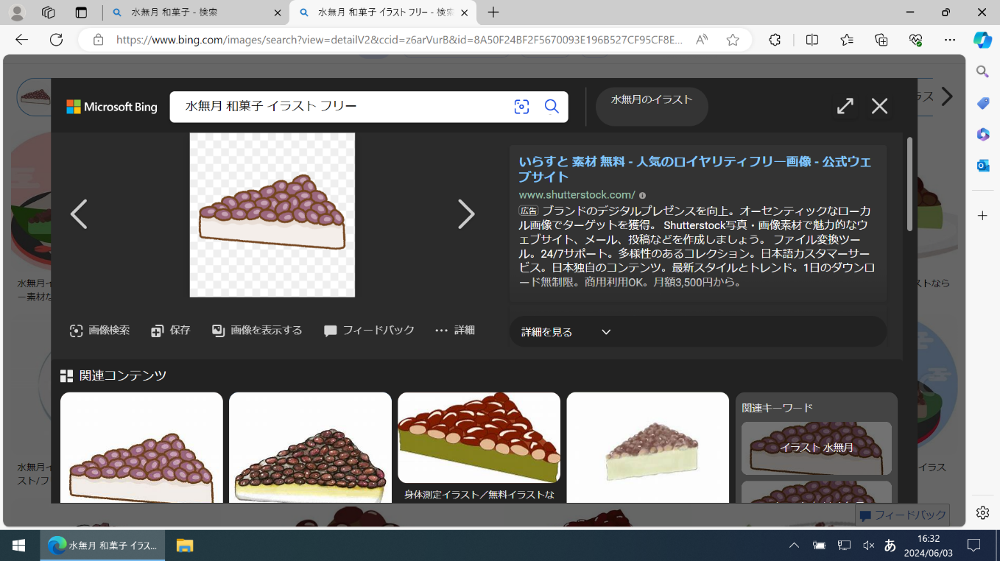 水無月 和菓子 - 検索
水無月 和菓子 イラスト フリー - 検索
https://www.bing.com/images/search?view=detailV2&ccid=z6arVurB&id=8A50F24BF2F5670093E196B527CF95CF8E...
Microsoft Bing
水無月 和菓子 イラスト フリー
水無月のイラスト
いらすと 素材 無料 - 人気のロイヤリティフリー画像 - 公式ウェ
ブサイト
www.shutterstock.com/
広告 ブランドのデジタルプレゼンスを向上。オーセンティックなローカ
ル画像でターゲットを獲得。 Shutterstock写真・画像素材で魅力的なウ
ェブサイト、メール、投稿などを作成しましょう。 ファイル変換ツー
ル。24/7サポート。多様性のあるコレクション。日本語カスタマーサー
ビス。日本独自のコンテンツ。最新スタイルとトレンド。1日のダウンロ
ード無制限。商用利用OK。月額3,500円から。
画像検索
保存
画像を表示する
フィードバック
詳細
詳細を見る
関連コンテンツ
関連キーワード
イラスト 水無月
身体測定イラスト／無料イラストな
水無月イ
ー素材な
ストなら
水無月イ
スト/フ
イラス
フィードバック
水無月 和菓子 イラス...
あ
16:32
2024/06/03